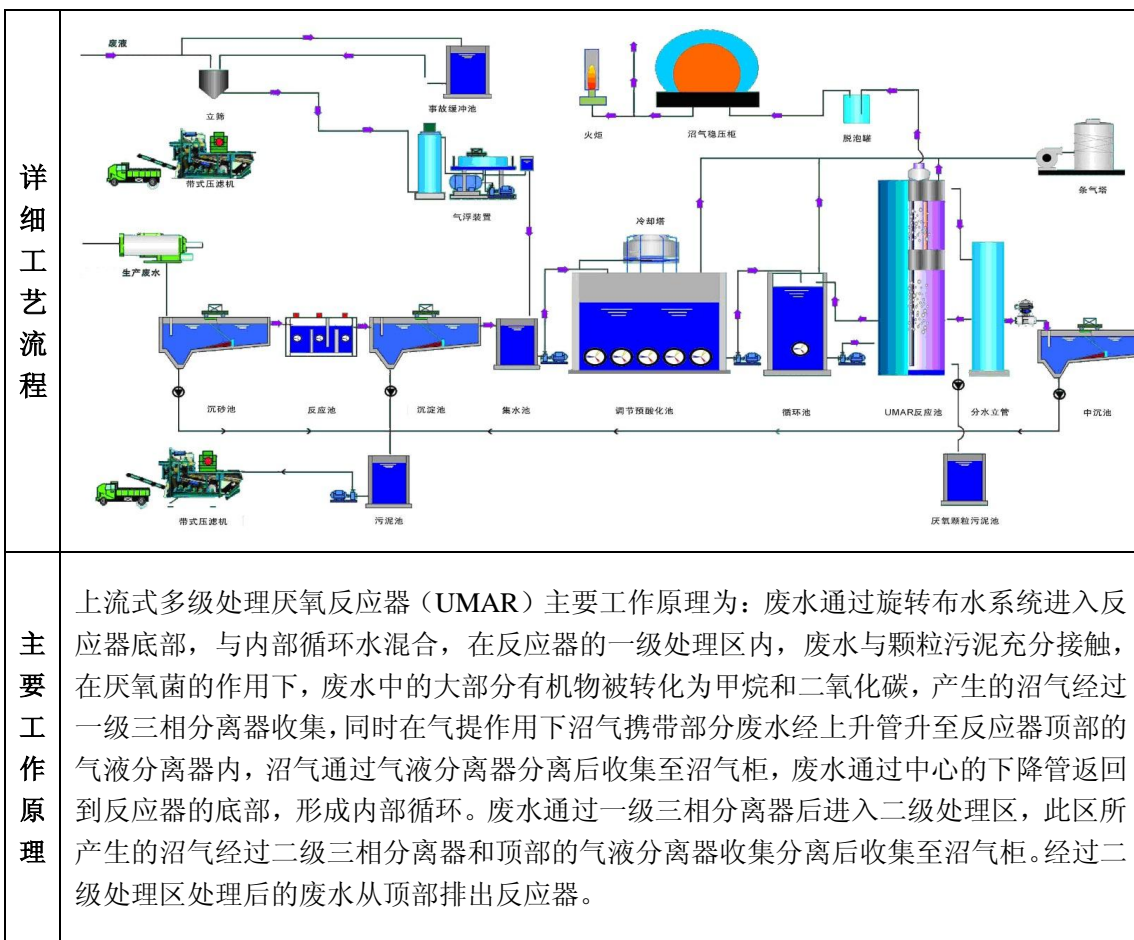 详细工艺流程
废液
立筛
事故缓冲池
火炬
沼气稳压柜
脱泡罐
条气塔
带式压滤机
气浮装置
冷却塔
生产废水
沉砂池
反应池
沉淀池
集水池
调节预酸化池
循环池
UMAR反应池
分水立管
中沉池
带式压滤机
污泥池
厌氧颗粒污泥池
主要工作原理
上流式多级处理厌氧反应器（UMAR）主要工作原理为：废水通过旋转布水系统进入反
应器底部，与内部循环水混合，在反应器的一级处理区内，废水与颗粒污泥充分接触，
在厌氧菌的作用下，废水中的大部分有机物被转化为甲烷和二氧化碳，产生的沼气经过
一级三相分离器收集，同时在气提作用下沼气携带部分废水经上升管升至反应器顶部的
气液分离器内，沼气通过气液分离器分离后收集至沼气柜，废水通过中心的下降管返回
到反应器的底部，形成内部循环。废水通过一级三相分离器后进入二级处理区，此区所
产生的沼气经过二级三相分离器和顶部的气液分离器收集分离后收集至沼气柜。经过二
级处理区处理后的废水从顶部排出反应器。